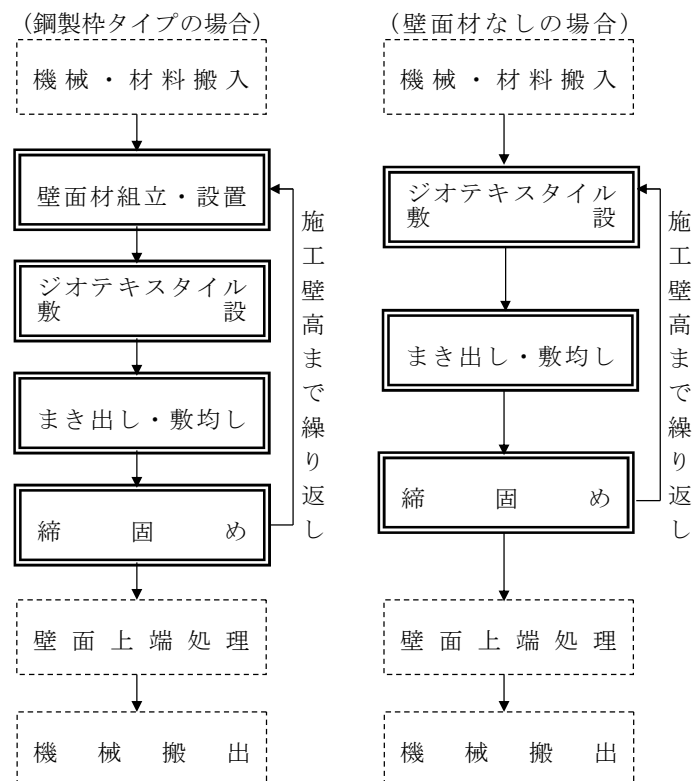 (鋼製枠タイプの場合)
機械・材料搬入
壁面材組立・設置
ジオテキスタイル
敷設
まき出し・敷均し
締固め
施工壁高まで繰り返し
壁面上端処理
機械搬出
(壁面材なしの場合)
機械・材料搬入
ジオテキスタイル
敷設
まき出し・敷均し
締固め
施工壁高まで繰り返し
壁面上端処理
機械搬出